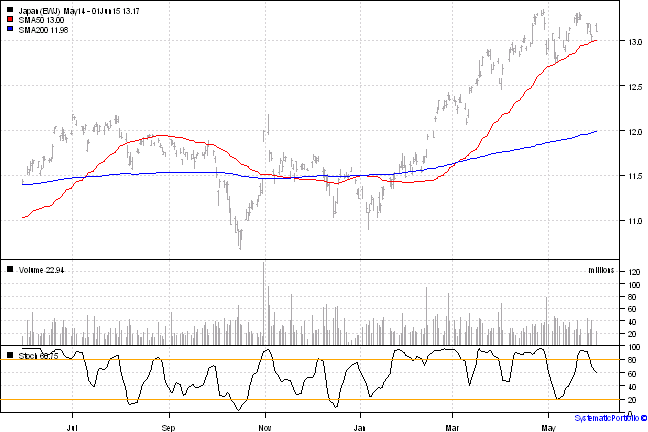 Japan (EWJ) May14 - 01Jun15 13.17
SMA50 13.00
SMA200 11.98
13.0
12.5
12.0
11.5
11.0
Volume 22.94
millions
120
100
80
60
40
20
Stoch
100
80
60
40
20
0
Jul
Sep
Nov
Jan
Mar
May
SystematicPortfolio ©